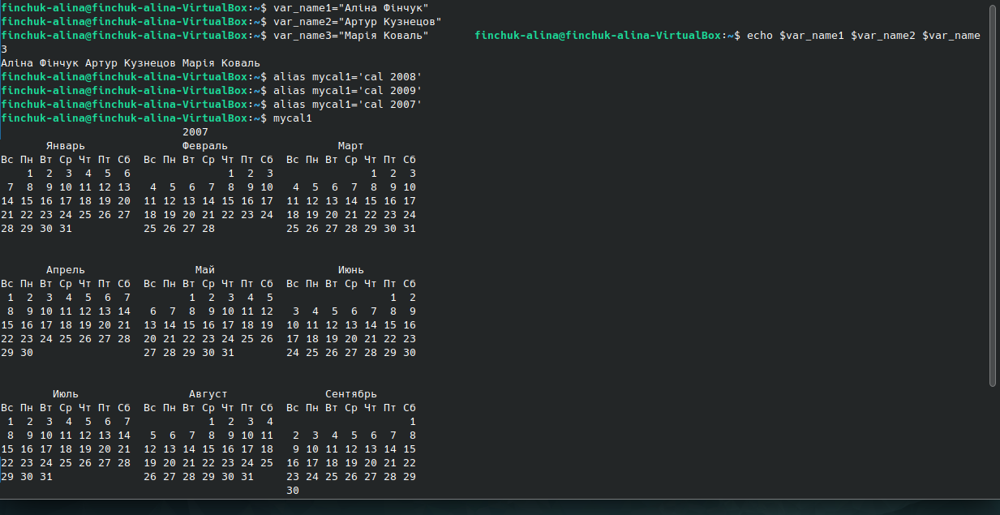 finchuk-alina@finchuk-alina-VirtualBox:~$ var_name1="Аліна Фінчук"
finchuk-alina@finchuk-alina-VirtualBox:~$ var_name2="Артур Кузнецов"
finchuk-alina@finchuk-alina-VirtualBox:~$ var_name3="Марія Коваль"       finchuk-alina@finchuk-alina-VirtualBox:~$ echo $var_name1 $var_name2 $var_name
3
Аліна Фінчук Артур Кузнецов Марія Коваль
finchuk-alina@finchuk-alina-VirtualBox:~$ alias mycal1='cal 2008'
finchuk-alina@finchuk-alina-VirtualBox:~$ alias mycal1='cal 2009'
finchuk-alina@finchuk-alina-VirtualBox:~$ alias mycal1='cal 2007'
finchuk-alina@finchuk-alina-VirtualBox:~$ mycal1
                            2007
       Январь               Февраль                 Март
Вс Пн Вт Ср Чт Пт Сб  Вс Пн Вт Ср Чт Пт Сб  Вс Пн Вт Ср Чт Пт Сб
    1  2  3  4  5  6               1  2  3               1  2  3
 7  8  9 10 11 12 13   4  5  6  7  8  9 10   4  5  6  7  8  9 10
14 15 16 17 18 19 20  11 12 13 14 15 16 17  11 12 13 14 15 16 17
21 22 23 24 25 26 27  18 19 20 21 22 23 24  18 19 20 21 22 23 24
28 29 30 31           25 26 27 28           25 26 27 28 29 30 31
       Апрель                 Май                   Июнь
Вс Пн Вт Ср Чт Пт Сб  Вс Пн Вт Ср Чт Пт Сб  Вс Пн Вт Ср Чт Пт Сб
 1  2  3  4  5  6  7         1  2  3  4  5                  1  2
 8  9 10 11 12 13 14   6  7  8  9 10 11 12   3  4  5  6  7  8  9
15 16 17 18 19 20 21  13 14 15 16 17 18 19  10 11 12 13 14 15 16
22 23 24 25 26 27 28  20 21 22 23 24 25 26  17 18 19 20 21 22 23
29 30                 27 28 29 30 31        24 25 26 27 28 29 30
        Июль                 Август               Сентябрь
Вс Пн Вт Ср Чт Пт Сб  Вс Пн Вт Ср Чт Пт Сб  Вс Пн Вт Ср Чт Пт Сб
 1  2  3  4  5  6  7            1  2  3  4                     1
 8  9 10 11 12 13 14   5  6  7  8  9 10 11   2  3  4  5  6  7  8
15 16 17 18 19 20 21  12 13 14 15 16 17 18   9 10 11 12 13 14 15
22 23 24 25 26 27 28  19 20 21 22 23 24 25  16 17 18 19 20 21 22
29 30 31              26 27 28 29 30 31     23 24 25 26 27 28 29
                                            30